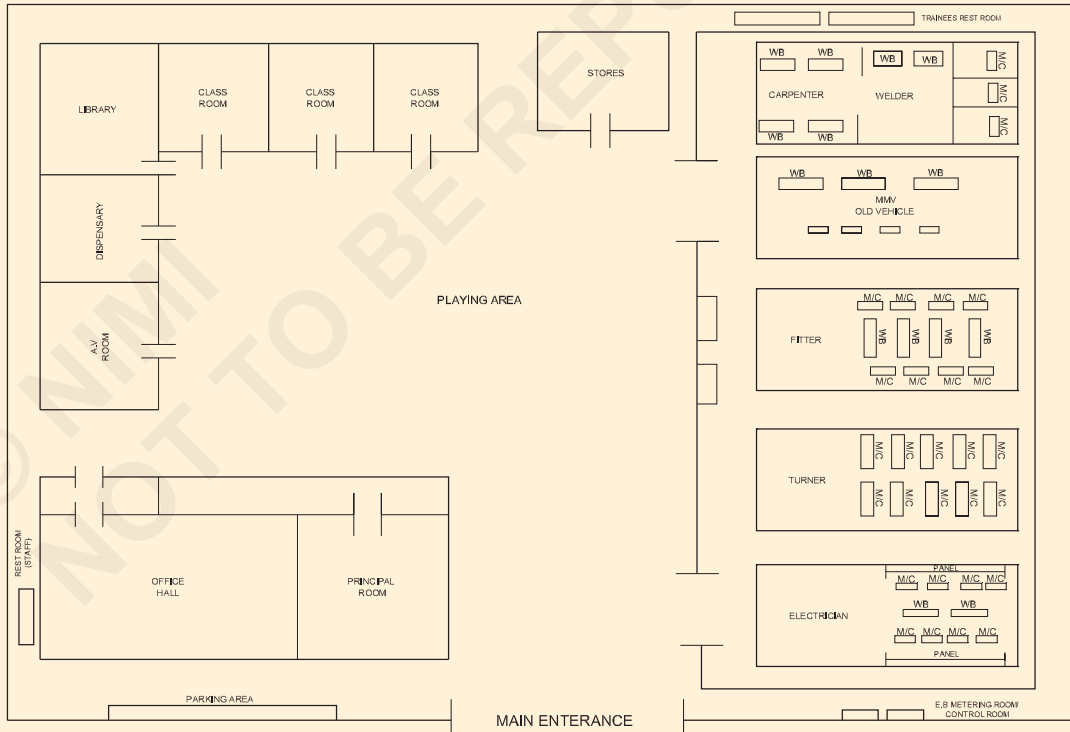 TRAINEES REST ROOM
LIBRARY
CLASS
ROOM
CLASS
ROOM
CLASS
ROOM
STORES
WB
WB
CARPENTER
WB
WB
WB
WB
WELDER
M/C
M/C
M/C
DISPENSARY
A.V
ROOM
PLAYING AREA
WB
WB
WB
MMV
OLD VEHICLE
FITTER
M/C
M/C
M/C
M/C
WB
WB
WB
WB
M/C
M/C
M/C
M/C
TURNER
M/C
M/C
M/C
M/C
M/C
M/C
M/C
M/C
M/C
M/C
REST ROOM
(STAFF)
OFFICE
HALL
PRINCIPAL
ROOM
ELECTRICIAN
PANEL
M/C
M/C
M/C
M/C
WB
WB
M/C
M/C
M/C
M/C
PANEL
PARKING AREA
MAIN ENTERANCE
E.B METERING ROOM/
CONTROL ROOM
© NIMI
NOT TO BE REPU